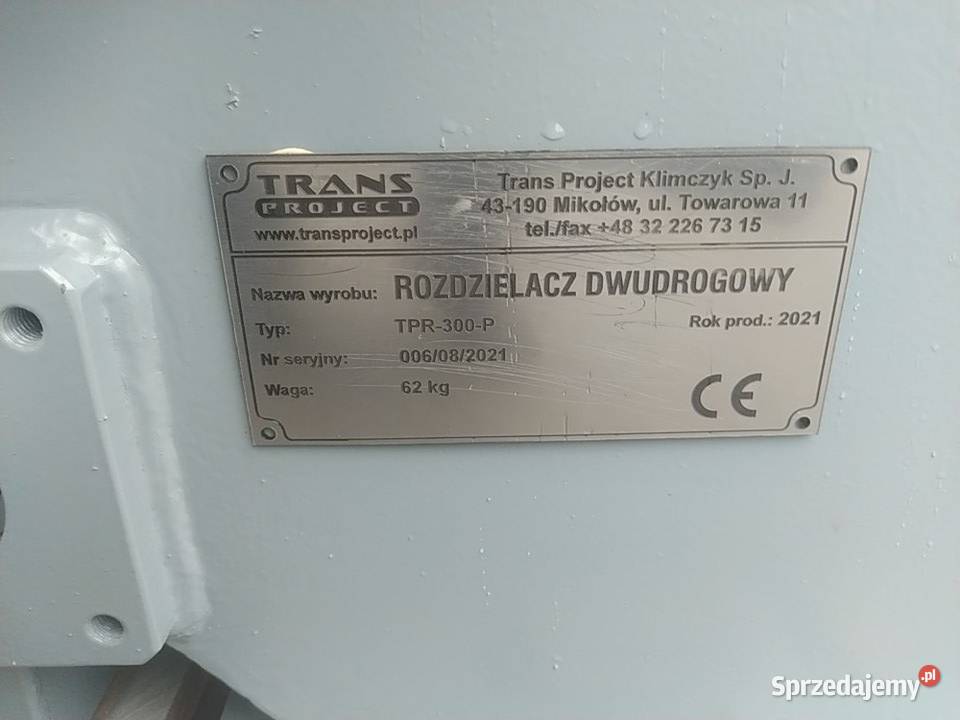 TRANS
PROJECT
www.transproject.pl
Trans Project Klimczyk Sp. J.
43-190 Mikołów, ul. Towarowa 11
tel./fax +48 32 226 73 15
Nazwa wyrobu: ROZDZIELACZ DWUDROGOWY
Typ: TPR-300-P Rok prod.: 2021
Nr seryjny: 006/08/2021
Waga: 62 kg
CE
Sprzedajemy.pl